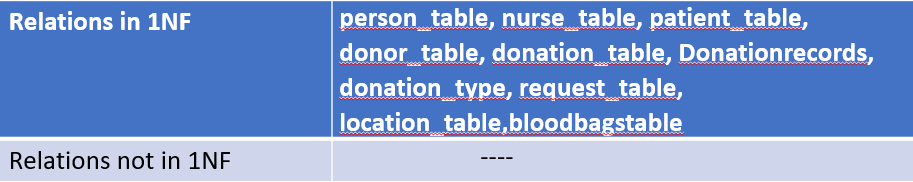 Relations in 1NF
person_table, nurse_table, patient_table,
donor_table, donation_table, Donationrecords,
donation_type, request_table,
location_table,bloodbagstable
Relations not in 1NF
----